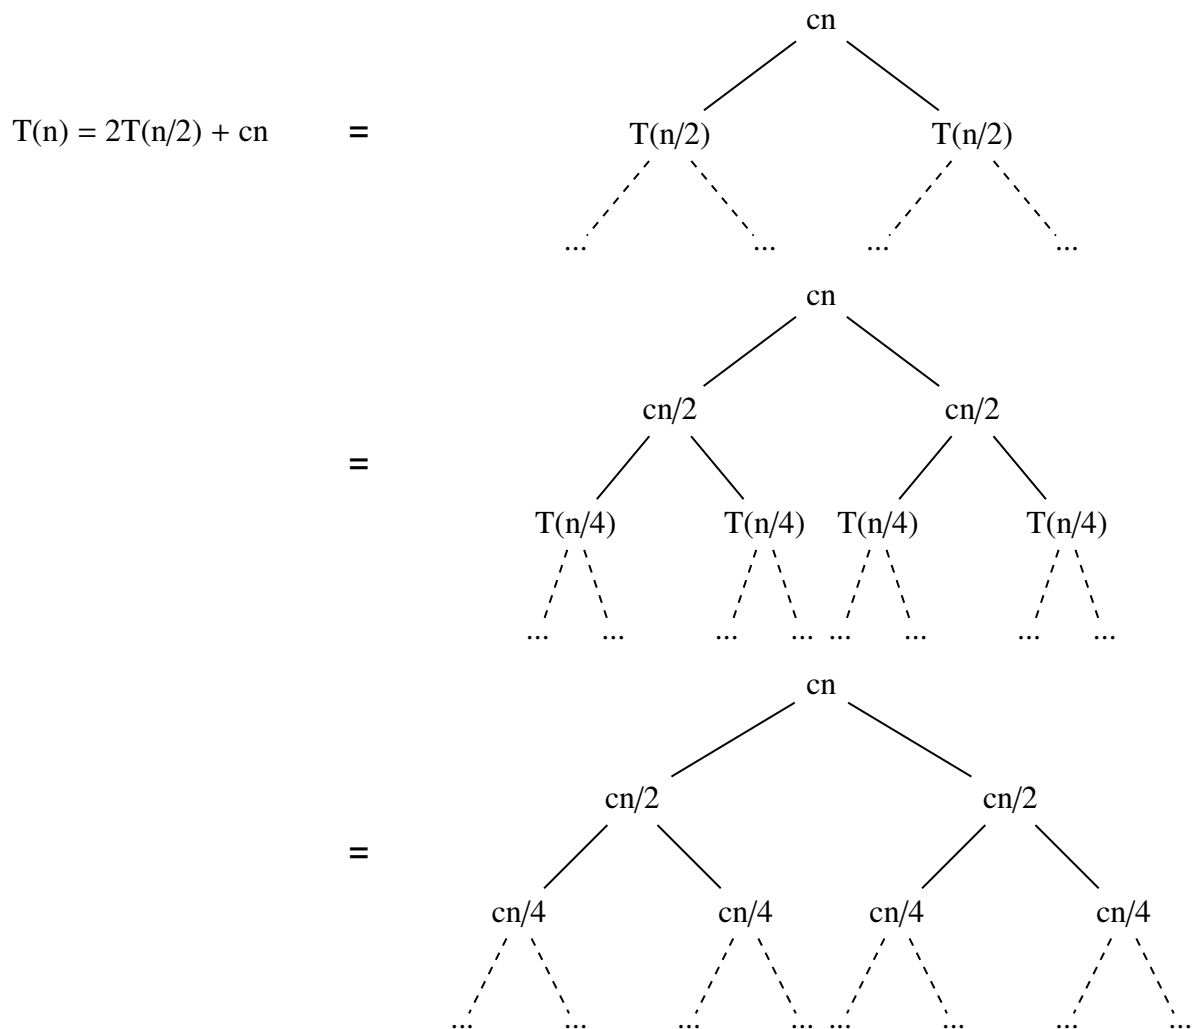 cn
T(n) = 2T(n/2) + cn = T(n/2) T(n/2)
... ... ... ...
cn
cn/2 cn/2
=
T(n/4) T(n/4) T(n/4) T(n/4)
... ... ... ... ... ... ... ...
cn
cn/2 cn/2
=
cn/4 cn/4 cn/4 cn/4
... ... ... ... ... ... ... ...